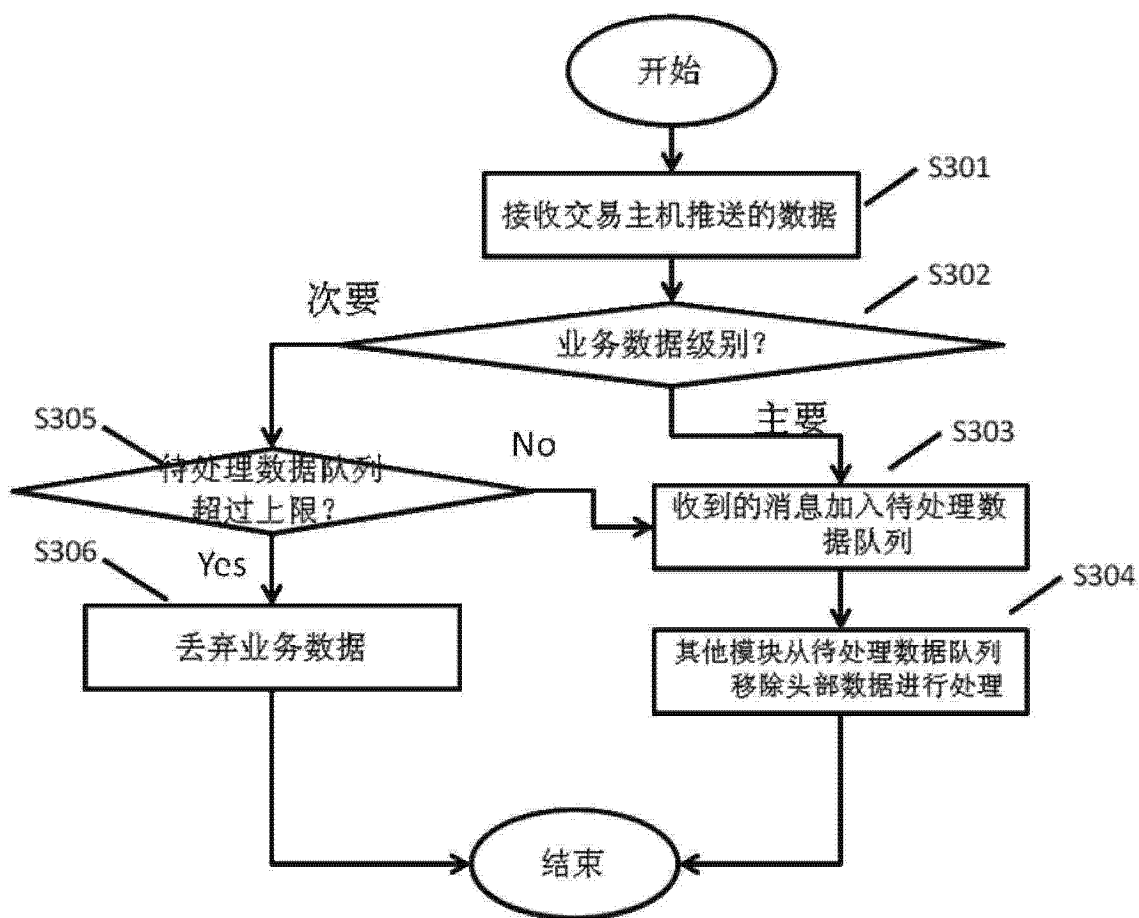 开始
S301
接收交易主机推送的数据
S302
次要
业务数据级别？
主要
S305
No
S303
待处理数据队列
超过上限？
收到的消息加入待处理数
据队列
S306
Yes
S304
丢弃业务数据
其他模块从待处理数据队列
移除头部数据进行处理
结束